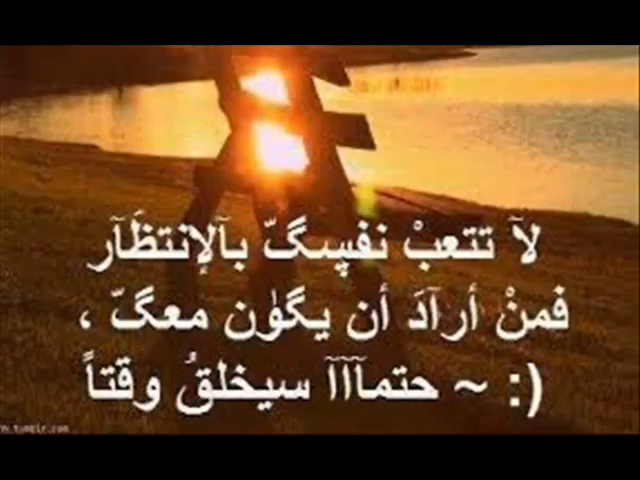 لآ تتعبْ نفسِگّ بآلإنتظَآر
فمنْ أرآدَ أن يگوٰن معگّ ،
حتمآآآ سيخلقُ وقتاً ~ :)